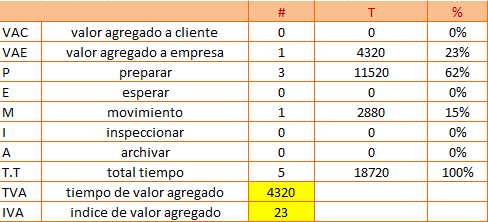 # T %
VAC valor agregado a cliente 0 0 0%
VAE valor agregado a empresa 1 4320 23%
P preparar 3 11520 62%
E esperar 0 0 0%
M movimiento 1 2880 15%
I inspeccionar 0 0 0%
A archivar 0 0 0%
T.T total tiempo 5 18720 100%
TVA tiempo de valor agregado 4320
IVA indice de valor agregado 23